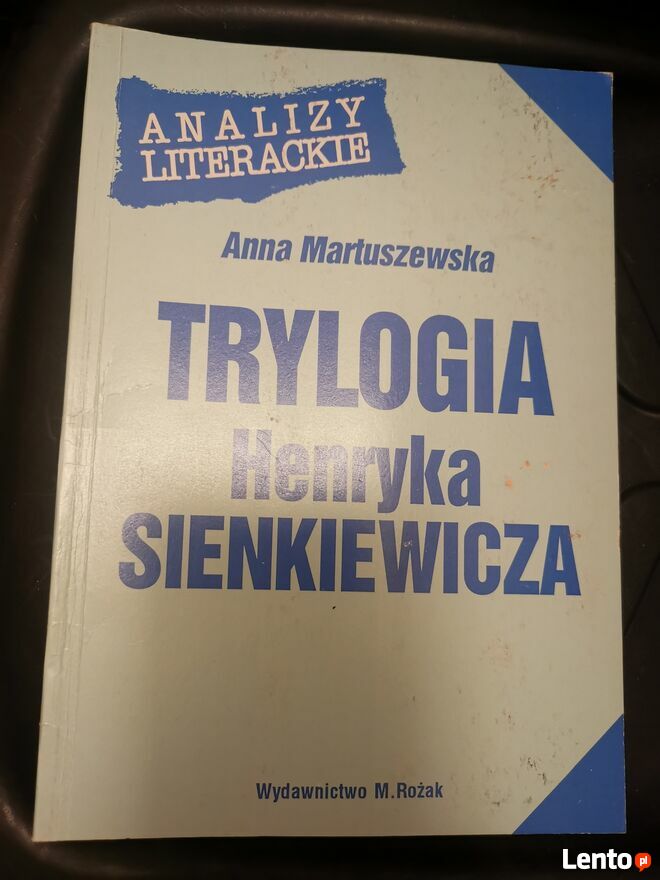 ANALIZY
LITERACKIE
Anna Martuszewska
TRYLOGIA
Henryka
SIENKIEWICZA
Wydawnictwo M.Rożak
Lento.pl